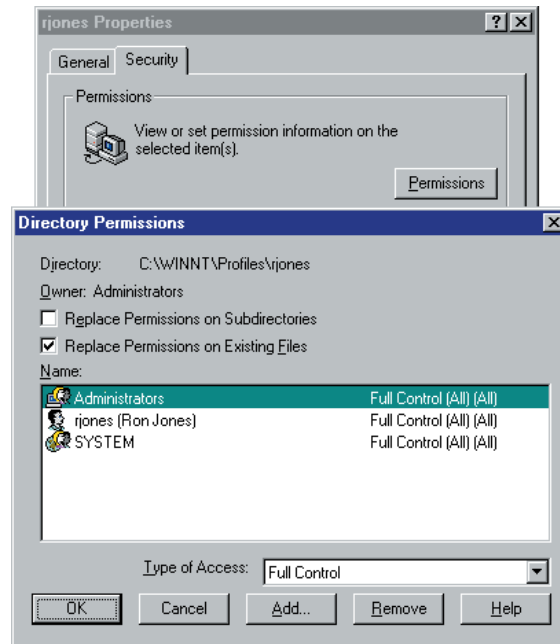 rjones Properties
General Security
Permissions
View or set permission information on the
selected item(s).
Permissions
Directory Permissions
Directory: C:\WINNT\Profiles\rjones
Owner: Administrators
Replace Permissions on Subdirectories
Replace Permissions on Existing Files
Name:
Administrators Full Control (All) (All)
rjones (Ron Jones) Full Control (All) (All)
SYSTEM Full Control (All) (All)
Type of Access: Full Control
OK Cancel Add... Remove Help